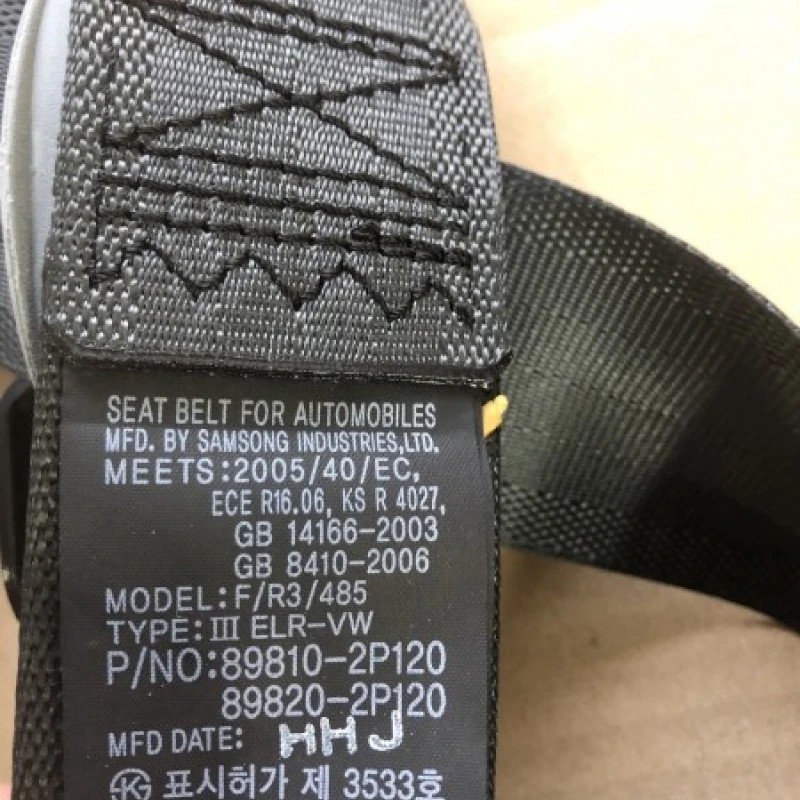 SEAT BELT FOR AUTOMOBILES
MFD. BY SAMSONG INDUSTRIES,LTD.
MEETS:2005/40/EC,
ECE R16.06, KS R 4027,
GB 14166-2003
GB 8410-2006
MODEL:F/R3/485
TYPE:Ⅲ ELR-VW
P/NO:89810-2P120
89820-2P120
MFD DATE: HHJ
표시허가 제 3533호